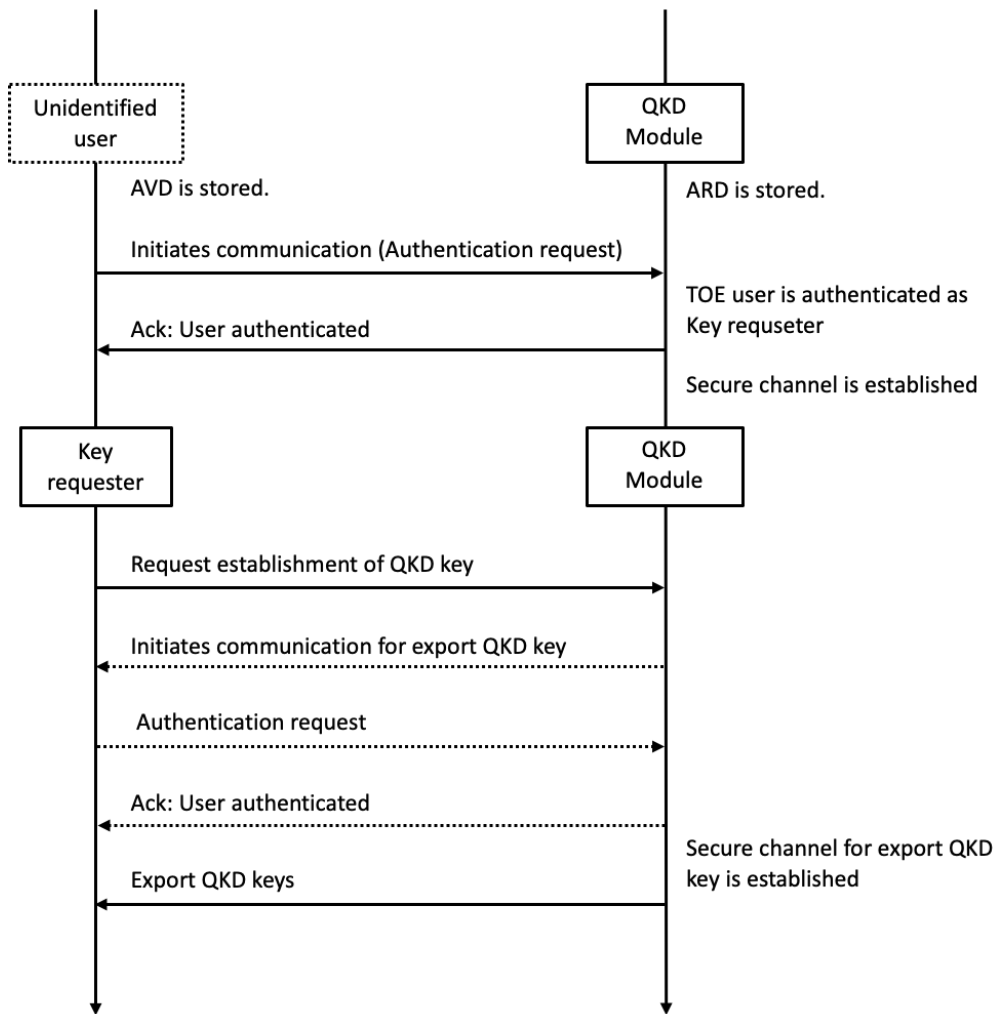 Unidentified
user
QKD
Module
AVD is stored.
ARD is stored.
Initiates communication (Authentication request)
TOE user is authenticated as
Key requseter
Ack: User authenticated
Secure channel is established
Key
requester
QKD
Module
Request establishment of QKD key
Initiates communication for export QKD key
Authentication request
Ack: User authenticated
Secure channel for export QKD
key is established
Export QKD keys